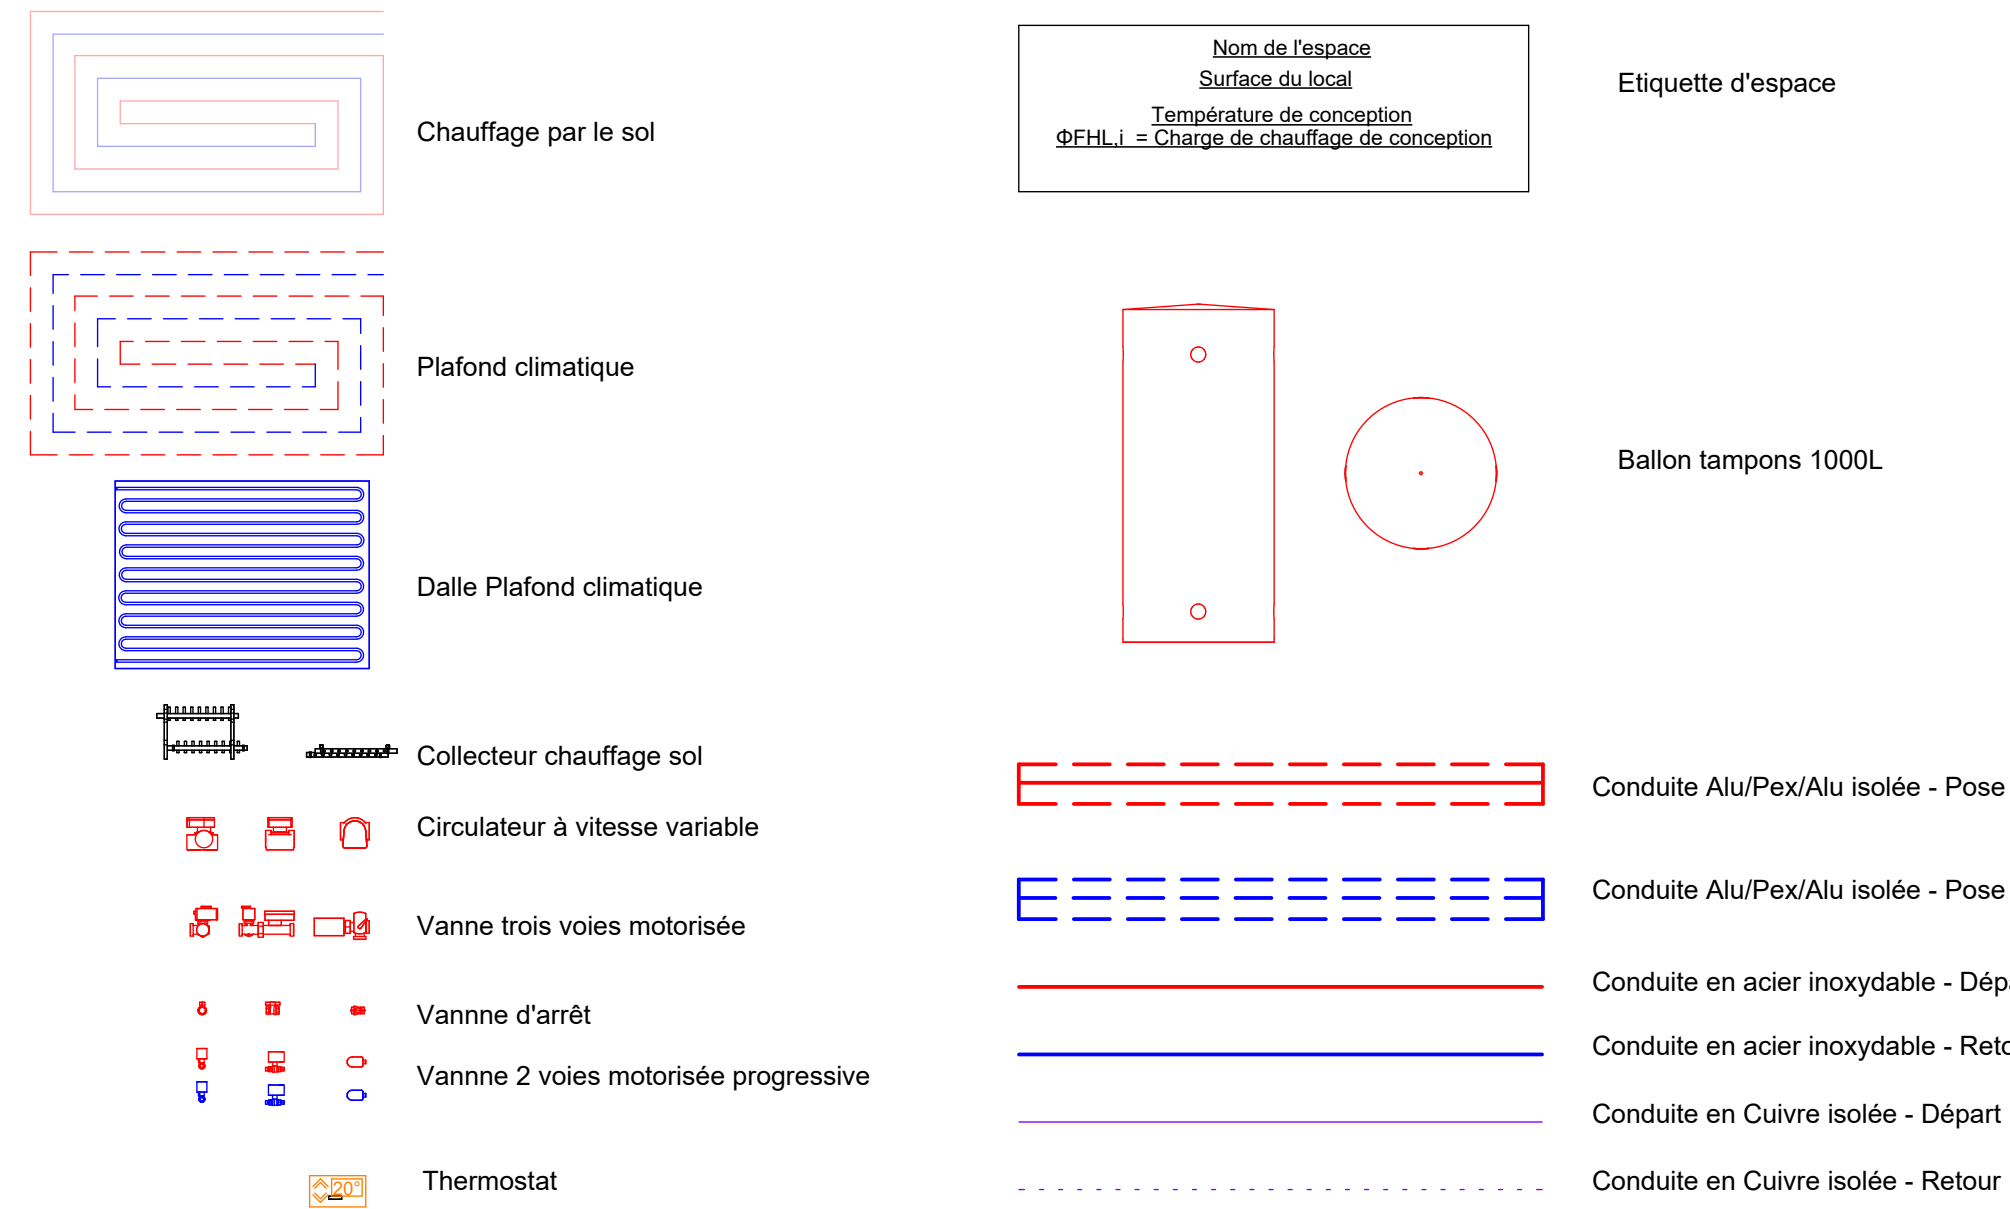 Chauffage par le sol
Plafond climatique
Dalle Plafond climatique
Collecteur chauffage sol
Circulateur à vitesse variable
Vanne trois voies motorisée
Vannne d'arrêt
Vannne 2 voies motorisée progressive
20°
Thermostat
Nom de l'espace
Surface du local
Température de conception
ΦFHL,i = Charge de chauffage de conception
Etiquette d'espace
Ballon tampons 1000L
Conduite Alu/Pex/Alu isolée - Pose
Conduite Alu/Pex/Alu isolée - Pose
Conduite en acier inoxydable -
Conduite en acier inoxydable -
Conduite en Cuivre isolée - Départ
Conduite en Cuivre isolée - Retour